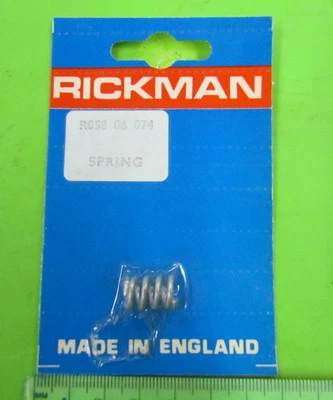 RICKMAN
R058 06 074
SPRING
MADE IN ENGLAND